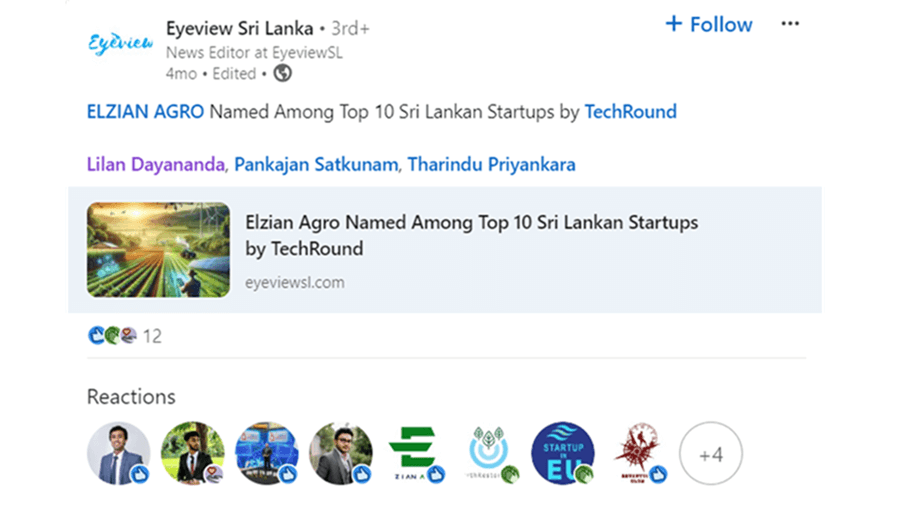 Eyeview
Eyeview Sri Lanka • 3rd+
+ Follow
News Editor at EyeviewSL
4mo • Edited •
ELZIAN AGRO Named Among Top 10 Sri Lankan Startups by TechRound
Lilan Dayananda, Pankajan Satkunam, Tharindu Priyankara
Elzian Agro Named Among Top 10 Sri Lankan Startups
by TechRound
eyeviewsl.com
12
Reactions
STARTUP
IN
EU
+4